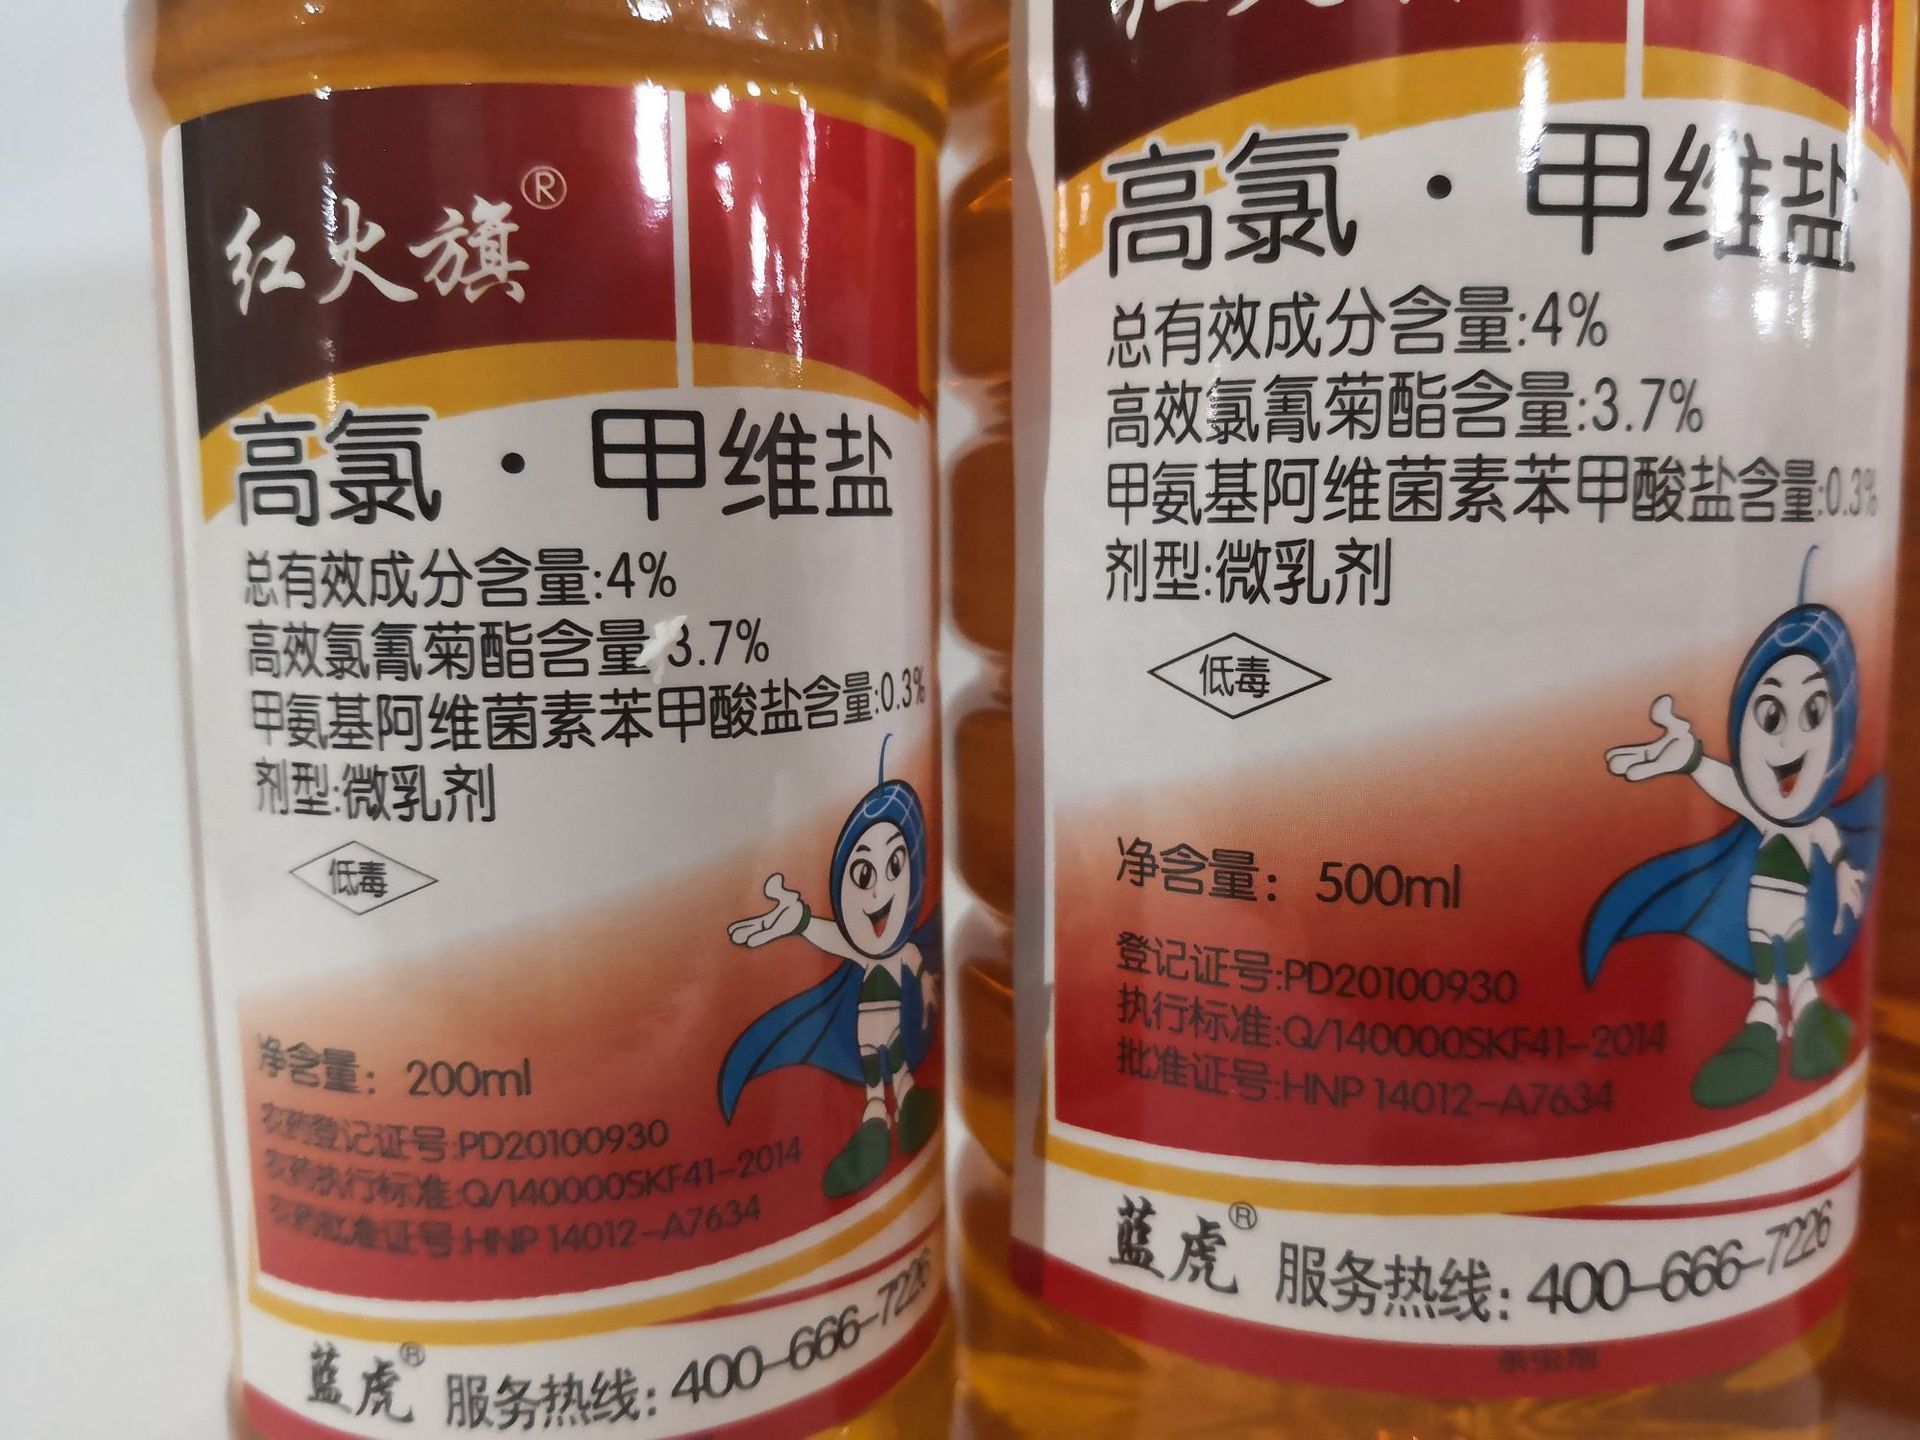 红火旗®
高氯·甲维盐
总有效成分含量:4%
高效氯氰菊酯含量 3.7%
甲氨基阿维菌素苯甲酸盐含量:0.3%
剂型:微乳剂
低毒
净含量: 200ml
农药登记证号:PD20100930
农药执行标准:Q/140000SKF41-2014
农药批准证号:HNP 14012-A7634
蓝虎® 服务热线: 400-666-7226
高氯·甲维盐
总有效成分含量:4%
高效氯氰菊酯含量:3.7%
甲氨基阿维菌素苯甲酸盐含量:0.3%
剂型:微乳剂
低毒
净含量: 500ml
登记证号:PD20100930
执行标准:Q/140000SKF41-2014
批准证号:HNP 14012-A7634
蓝虎® 服务热线: 400-666-7226